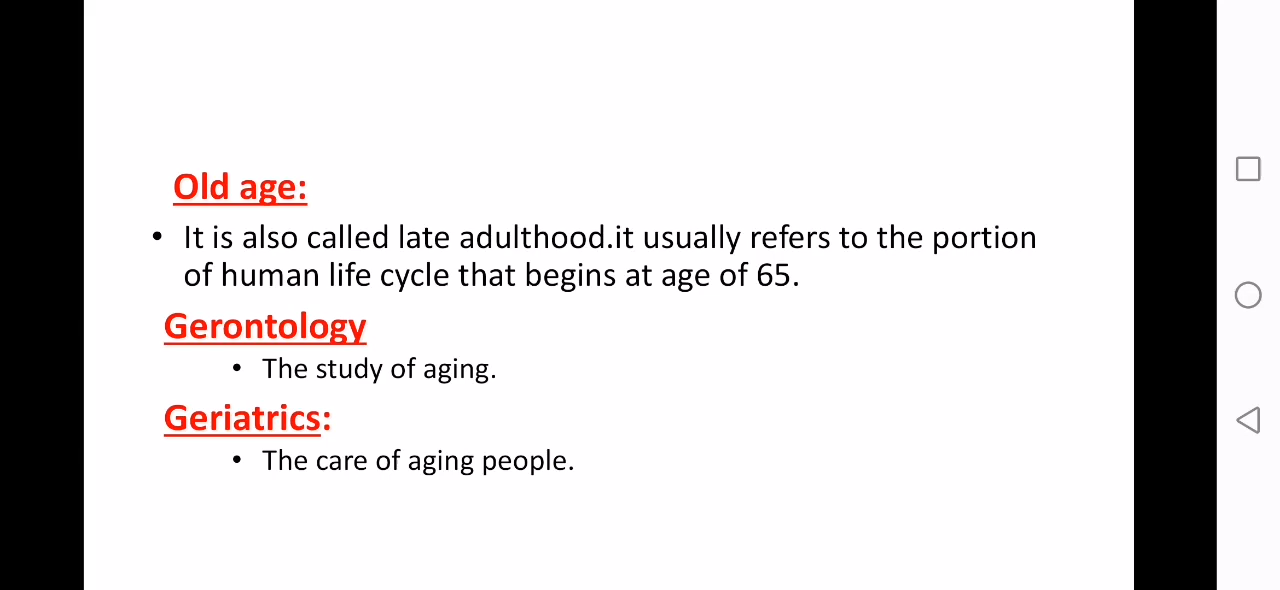 Old age:
• It is also called late adulthood.it usually refers to the portion
of human life cycle that begins at age of 65.
Gerontology
• The study of aging.
Geriatrics:
• The care of aging people.